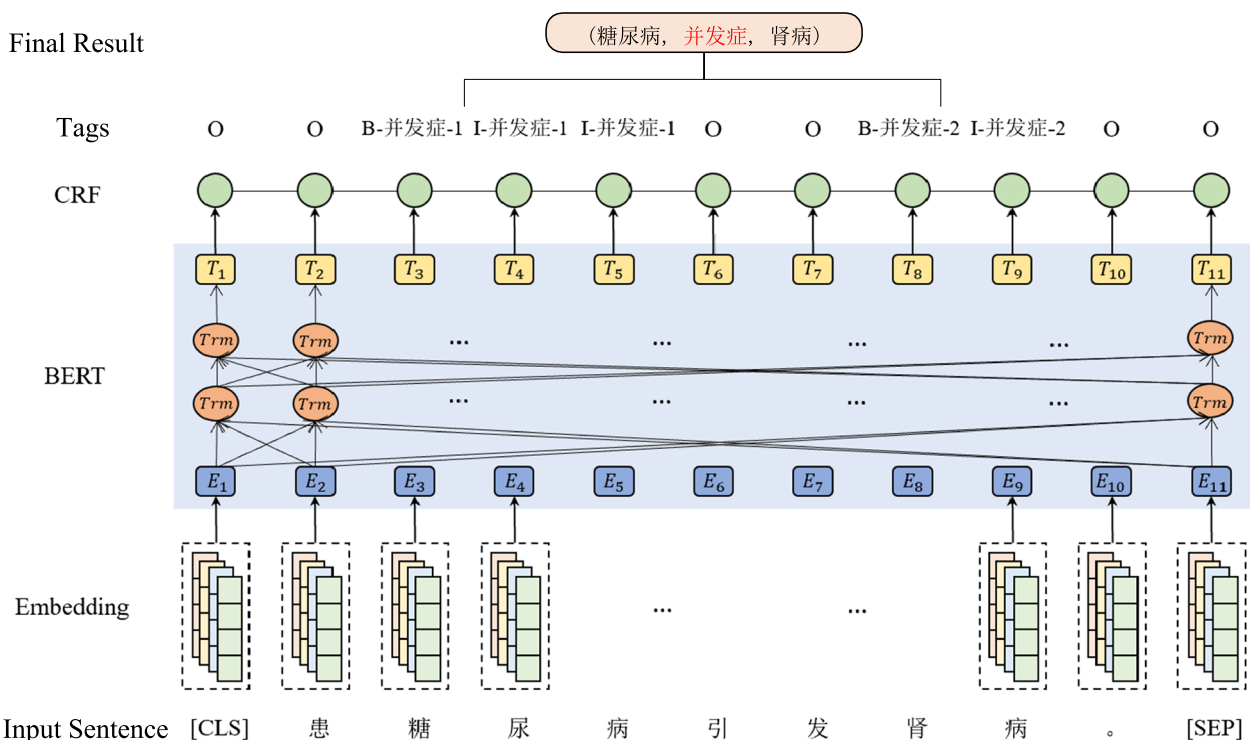 Final Result （糖尿病，并发症，肾病）
Tags O O B-并发症-1 I-并发症-1 I-并发症-1 O O B-并发症-2 I-并发症-2 O O
CRF
T1 T2 T3 T4 T5 T6 T7 T8 T9 T10 T11
Trm Trm ... ... ... ... Trm
BERT
Trm Trm ... ... ... ... Trm
E1 E2 E3 E4 E5 E6 E7 E8 E9 E10 E11
Embedding ... ...
Input Sentence [CLS] 患 糖 尿 病 引 发 肾 病 。 [SEP]